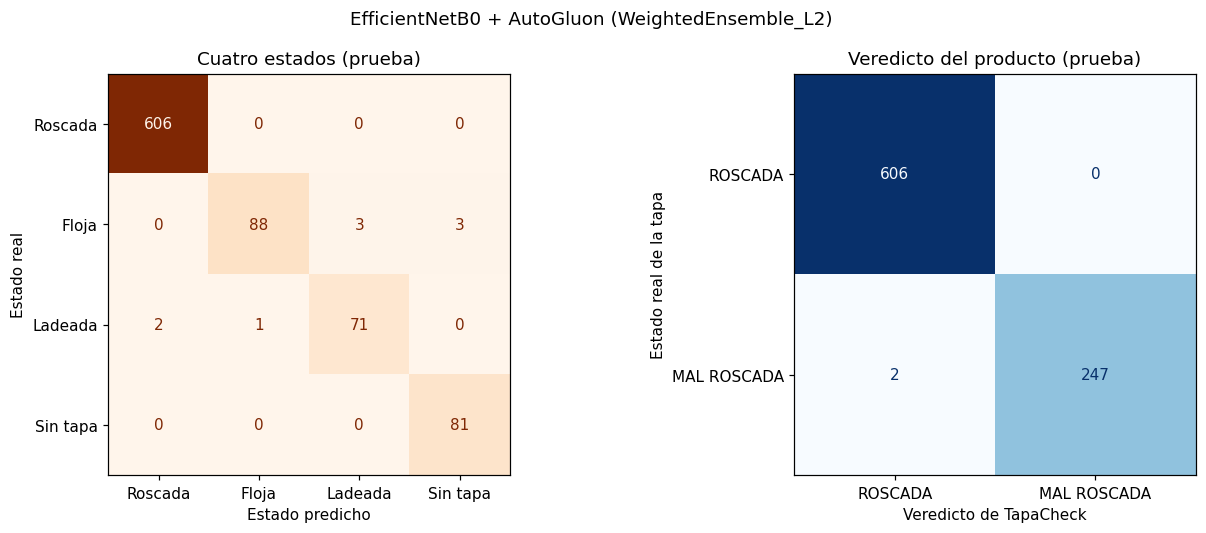 EfficientNetB0 + AutoGluon (WeightedEnsemble_L2)
Cuatro estados (prueba)
Estado real
Roscada 606 0 0 0
Floja 0 88 3 3
Ladeada 2 1 71 0
Sin tapa 0 0 0 81
Roscada Floja Ladeada Sin tapa
Estado predicho
Veredicto del producto (prueba)
Estado real de la tapa
ROSCADA 606 0
MAL ROSCADA 2 247
ROSCADA MAL ROSCADA
Veredicto de TapaCheck